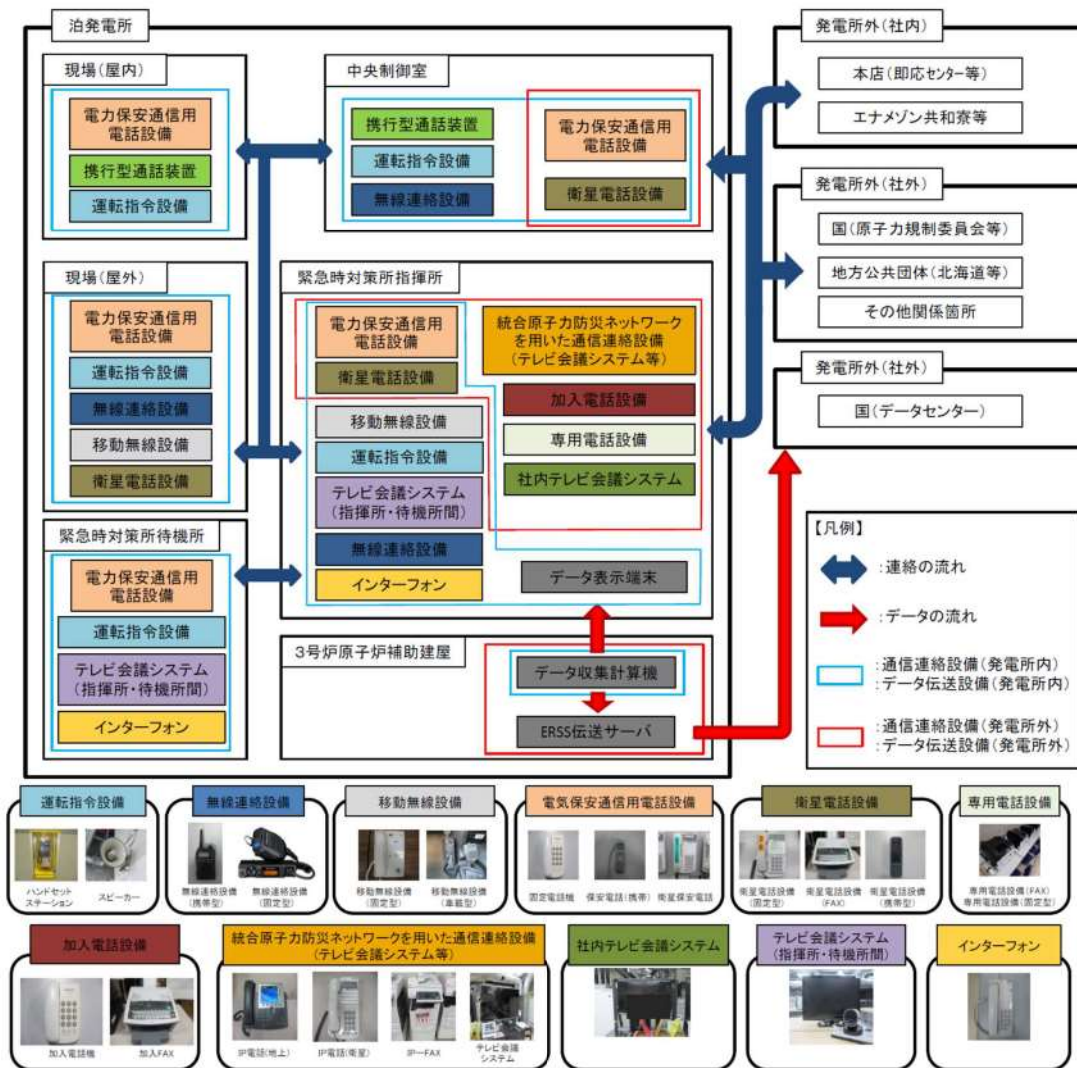 泊発電所
現場(屋内)
電力保安通信用
電話設備
携行型通話装置
運転指令設備
中央制御室
携行型通話装置
運転指令設備
無線連絡設備
電力保安通信用
電話設備
衛星電話設備
発電所外(社内)
本店(即応センター等)
エナメゾン共和寮等
発電所外(社外)
国(原子力規制委員会等)
地方公共団体(北海道等)
その他関係箇所
発電所外(社外)
国(データセンター)
現場(屋外)
電力保安通信用
電話設備
運転指令設備
無線連絡設備
移動無線設備
衛星電話設備
緊急時対策所指揮所
電力保安通信用
電話設備
衛星電話設備
移動無線設備
運転指令設備
テレビ会議システム
(指揮所・待機所間)
無線連絡設備
インターフォン
統合原子力防災ネットワーク
を用いた通信連絡設備
(テレビ会議システム等)
加入電話設備
専用電話設備
社内テレビ会議システム
データ表示端末
緊急時対策所待機所
電力保安通信用
電話設備
運転指令設備
テレビ会議システム
(指揮所・待機所間)
インターフォン
3号炉原子炉補助建屋
データ収集計算機
ERSS伝送サーバ
【凡例】
:連絡の流れ
:データの流れ
:通信連絡設備(発電所内)
:データ伝送設備(発電所内)
:通信連絡設備(発電所外)
:データ伝送設備(発電所外)
運転指令設備
ハンドセット
ステーション
スピーカー
無線連絡設備
無線連絡設備
(携帯型)
無線連絡設備
(固定型)
移動無線設備
移動無線設備
(固定型)
移動無線設備
(車載型)
電気保安通信用電話設備
固定電話機
保安電話(携帯)
衛星保安電話
衛星電話設備
衛星電話設備
(固定型)
衛星電話設備
(FAX)
衛星電話設備
(携帯型)
専用電話設備
専用電話設備(FAX)
専用電話設備(固定型)
加入電話設備
加入電話機
加入FAX
統合原子力防災ネットワークを用いた通信連絡設備
(テレビ会議システム等)
IP電話(地上)
IP電話(衛星)
IP-FAX
テレビ会議
システム
社内テレビ会議システム
テレビ会議システム
(指揮所・待機所間)
インターフォン